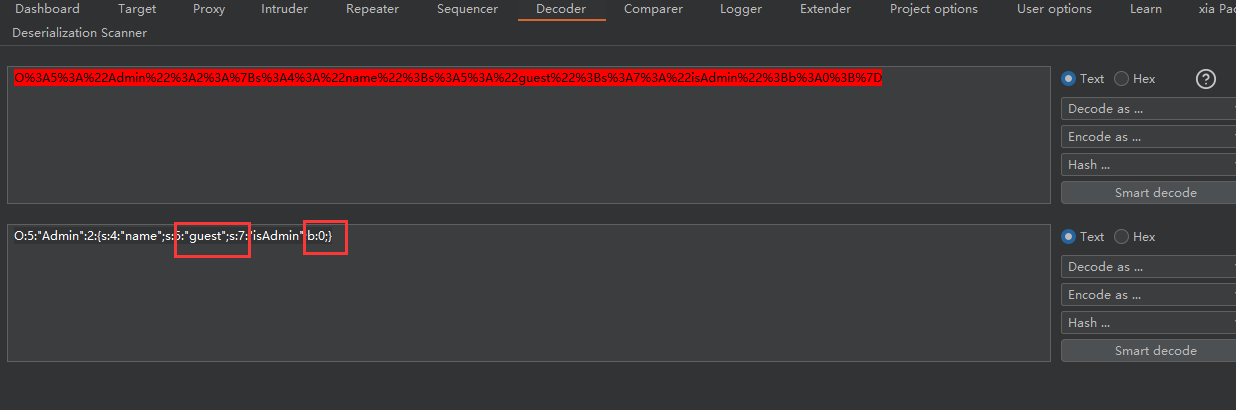 Dashboard Target Proxy Intruder Repeater Sequencer Decoder Comparer Logger Extender Project options User options Learn xia Pac
Deserialization Scanner
O%3A5%3A%22Admin%22%3A2%3A%7Bs%3A4%3A%22name%22%3Bs%3A5%3A%22guest%22%3Bs%3A7%3A%22isAdmin%22%3Bb%3A0%3B%7D
Text Hex ?
Decode as ...
Encode as ...
Hash ...
Smart decode
O:5:"Admin":2:{s:4:"name";s:5:"guest";s:7:"isAdmin";b:0;}
Text Hex
Decode as ...
Encode as ...
Hash ...
Smart decode